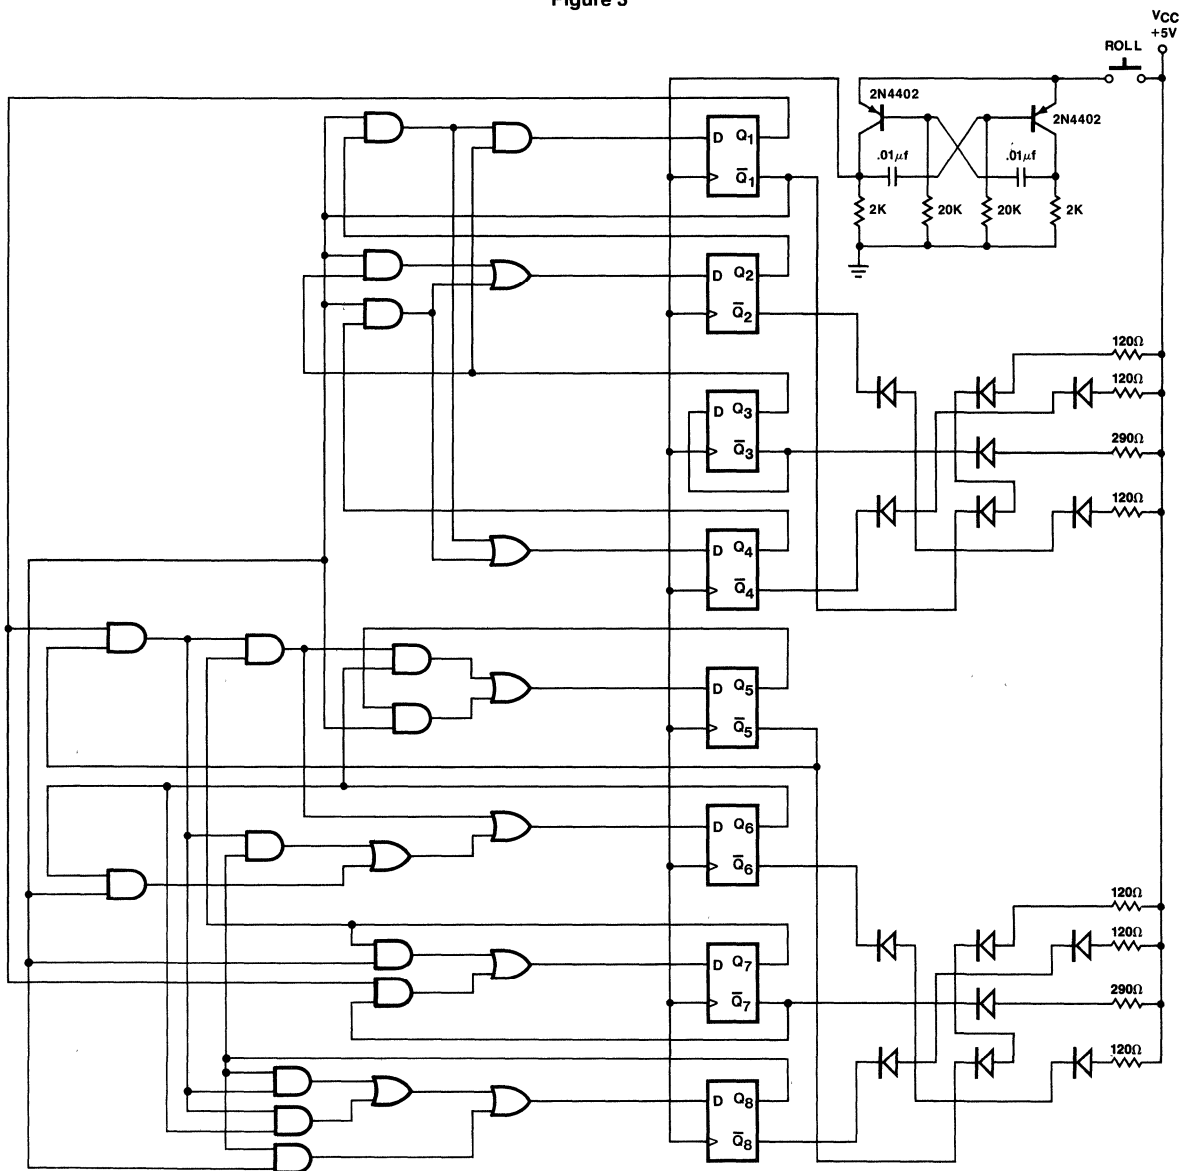 Figure 3
VCC
+5V
ROLL
2N4402
2N4402
.01μf
.01μf
2K
20K
20K
2K
D Q1
Q̅1
D Q2
Q̅2
120Ω
120Ω
D Q3
Q̅3
290Ω
120Ω
D Q4
Q̅4
D Q5
Q̅5
D Q6
Q̅6
120Ω
120Ω
D Q7
Q̅7
290Ω
120Ω
D Q8
Q̅8